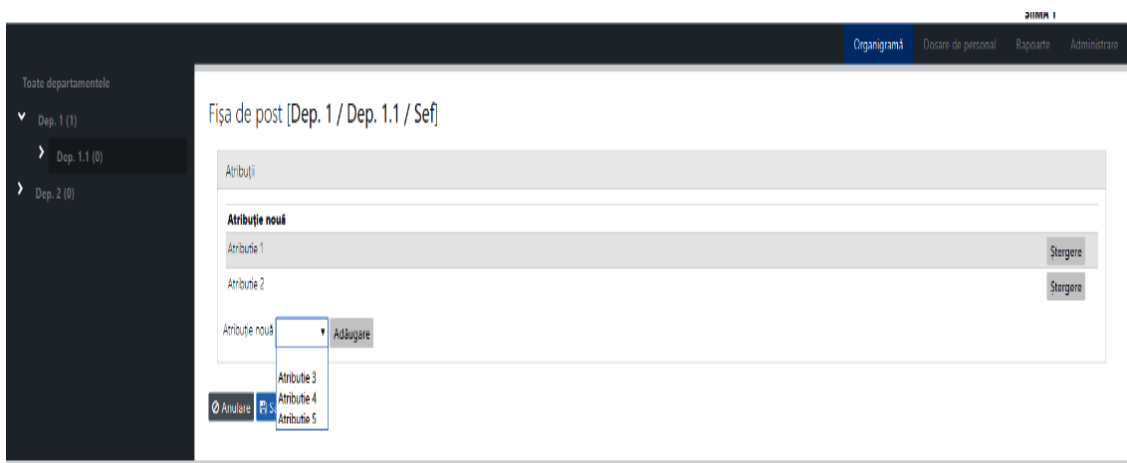 Organigramă Dosare de personal Rapoarte Administrare
Toate departamentele
Dep. 1 (1)
Dep. 1.1 (0)
Dep. 2 (0)
Fișa de post [Dep. 1 / Dep. 1.1 / Sef]
Atribuții
Atribuție nouă
Atributie 1 Ștergere
Atributie 2 Ștergere
Atribuție nouă Adăugare
Atributie 3
Atributie 4
Atributie 5
Anulare